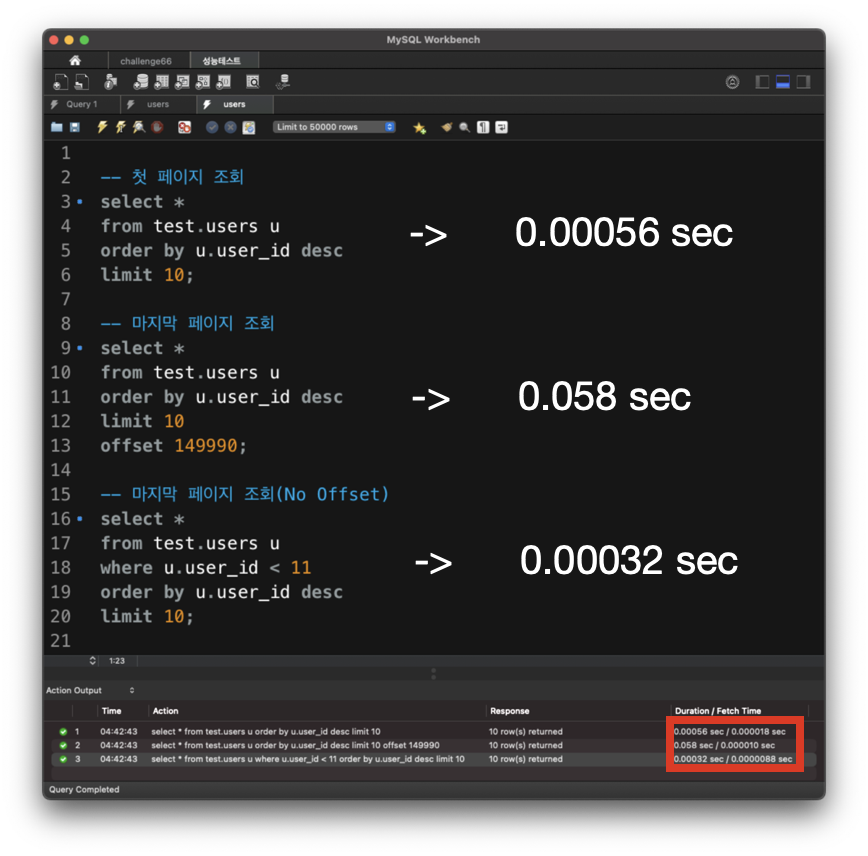 MySQL Workbench
challenge66 성능테스트
Query 1 users users
Limit to 50000 rows
1
2 -- 첫 페이지 조회
3 select *
4 from test.users u -> 0.00056 sec
5 order by u.user_id desc
6 limit 10;
7
8 -- 마지막 페이지 조회
9 select *
10 from test.users u
11 order by u.user_id desc -> 0.058 sec
12 limit 10
13 offset 149990;
14
15 -- 마지막 페이지 조회(No Offset)
16 select *
17 from test.users u
18 where u.user_id < 11 -> 0.00032 sec
19 order by u.user_id desc
20 limit 10;
21
1:23
Action Output
Time Action Response Duration / Fetch Time
1 04:42:43 select * from test.users u order by u.user_id desc limit 10 10 row(s) returned 0.00056 sec / 0.000018 sec
2 04:42:43 select * from test.users u order by u.user_id desc limit 10 offset 149990 10 row(s) returned 0.058 sec / 0.000010 sec
3 04:42:43 select * from test.users u where u.user_id < 11 order by u.user_id desc limit 10 10 row(s) returned 0.00032 sec / 0.0000088 sec
Query Completed